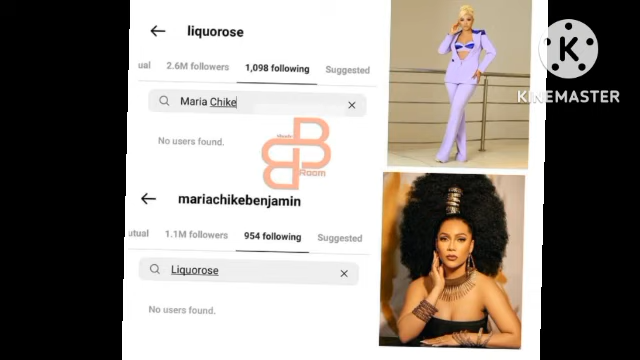 liquorose
ual 2.6M followers 1,098 following Suggested
Maria Chike
No users found.
Room
mariachikebenjamin
utual 1.1M followers 954 following Suggested
Liquorose
No users found.
KINEMASTER